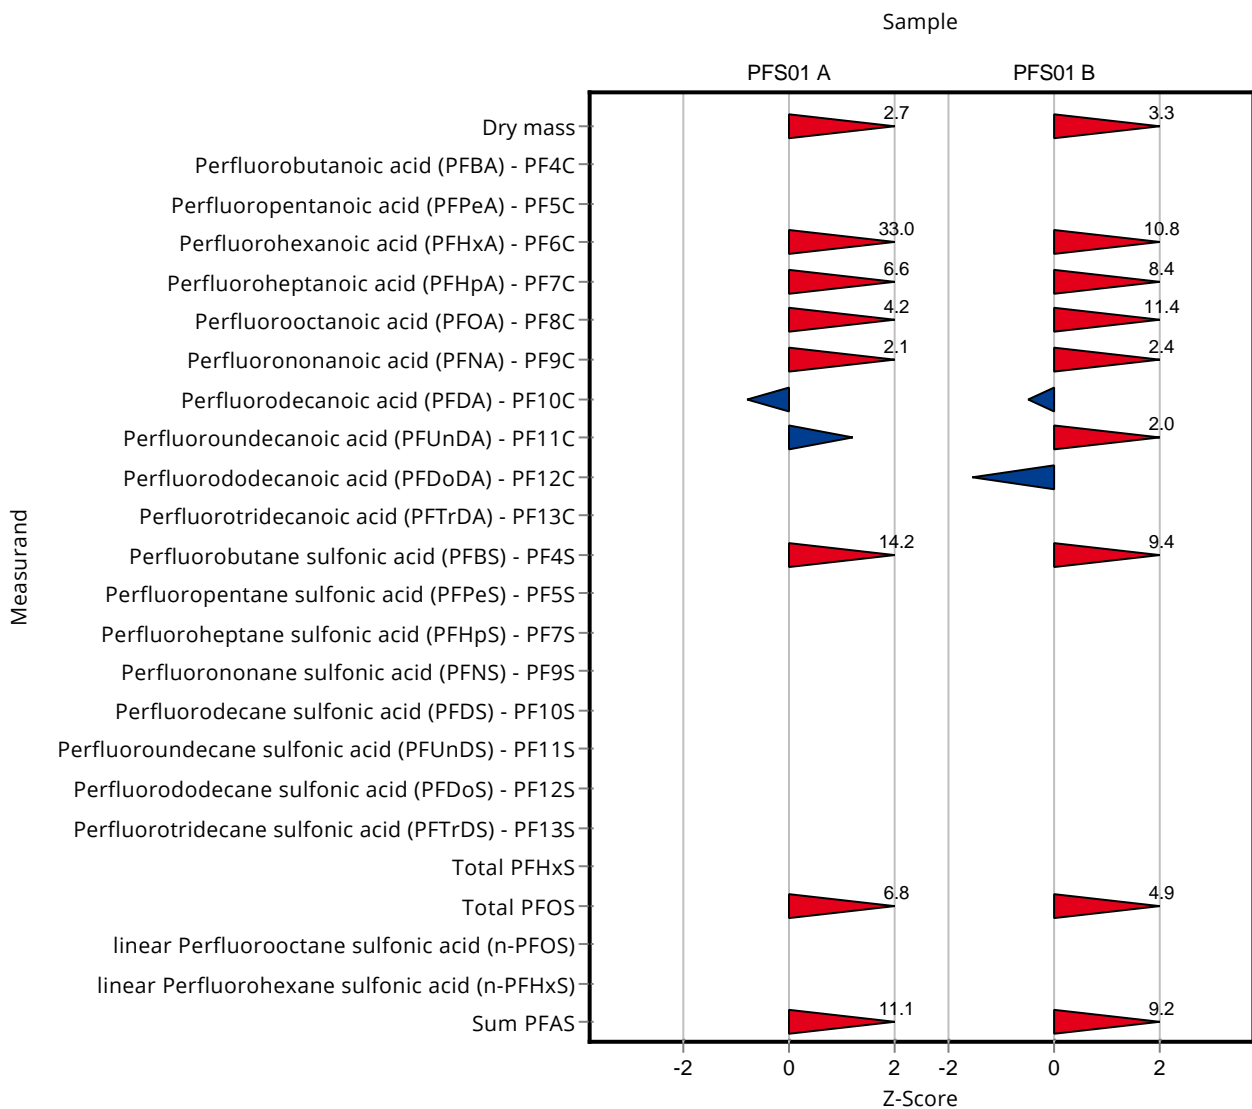 Sample
PFS01 A PFS01 B
Dry mass 2.7 3.3
Perfluorobutanoic acid (PFBA) - PF4C
Perfluoropentanoic acid (PFPeA) - PF5C
Perfluorohexanoic acid (PFHxA) - PF6C 33.0 10.8
Perfluoroheptanoic acid (PFHpA) - PF7C 6.6 8.4
Perfluorooctanoic acid (PFOA) - PF8C 4.2 11.4
Perfluorononanoic acid (PFNA) - PF9C 2.1 2.4
Perfluorodecanoic acid (PFDA) - PF10C
Perfluoroundecanoic acid (PFUnDA) - PF11C 2.0
Perfluorododecanoic acid (PFDoDA) - PF12C
Perfluorotridecanoic acid (PFTrDA) - PF13C
Perfluorobutane sulfonic acid (PFBS) - PF4S 14.2 9.4
Perfluoropentane sulfonic acid (PFPeS) - PF5S
Perfluoroheptane sulfonic acid (PFHpS) - PF7S
Perfluorononane sulfonic acid (PFNS) - PF9S
Perfluorodecane sulfonic acid (PFDS) - PF10S
Perfluoroundecane sulfonic acid (PFUnDS) - PF11S
Perfluorododecane sulfonic acid (PFDoS) - PF12S
Perfluorotridecane sulfonic acid (PFTrDS) - PF13S
Total PFHxS
Total PFOS 6.8 4.9
linear Perfluorooctane sulfonic acid (n-PFOS)
linear Perfluorohexane sulfonic acid (n-PFHxS)
Sum PFAS 11.1 9.2
Measurand
-2 0 2 -2 0 2
Z-Score